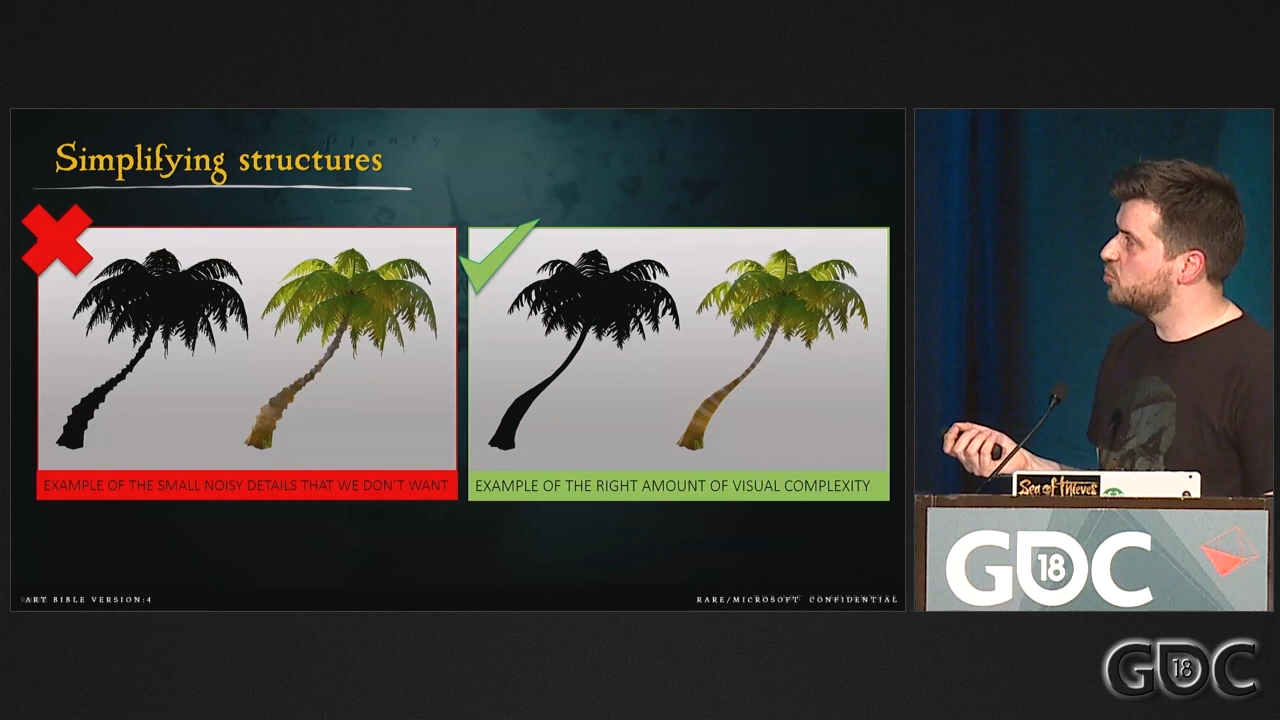 Simplifying structures
EXAMPLE OF THE SMALL NOISY DETAILS THAT WE DON'T WANT
EXAMPLE OF THE RIGHT AMOUNT OF VISUAL COMPLEXITY
ART BIBLE VERSION:4
RARE/MICROSOFT CONFIDENTIAL
Sea of Thieves
GDC
18
GDC
18